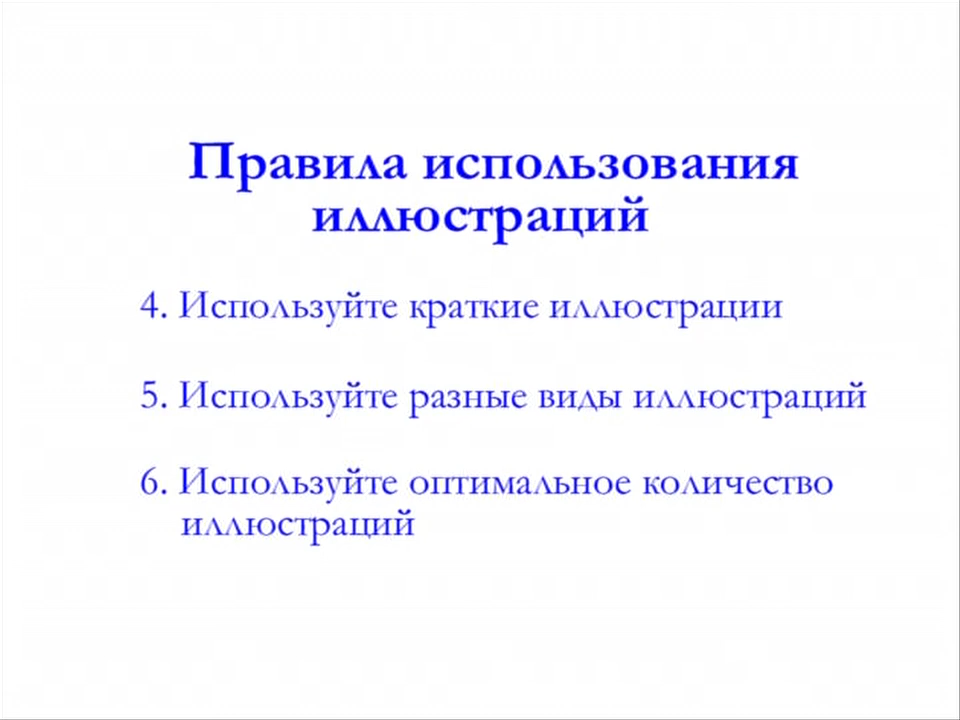 Правила использования
иллюстраций
4. Используйте краткие иллюстрации
5. Используйте разные виды иллюстраций
6. Используйте оптимальное количество
иллюстраций